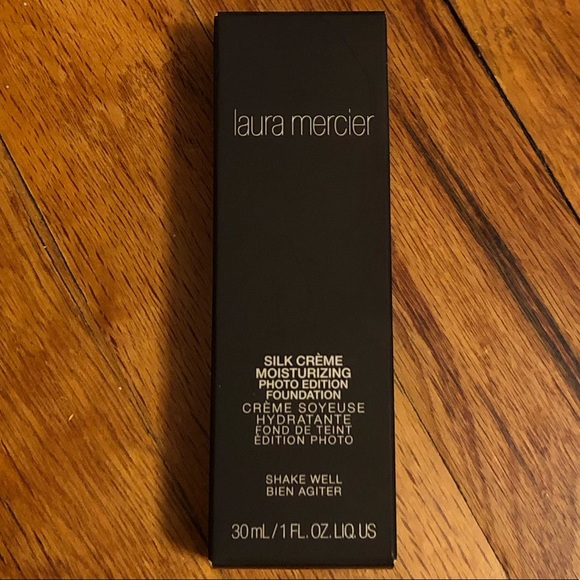 laura mercier
SILK CRÈME
MOISTURIZING
PHOTO EDITION
FOUNDATION
CRÈME SOYEUSE
HYDRATANTE
FOND DE TEINT
ÉDITION PHOTO
SHAKE WELL
BIEN AGITER
30 mL / 1 FL. OZ. LIQ. US